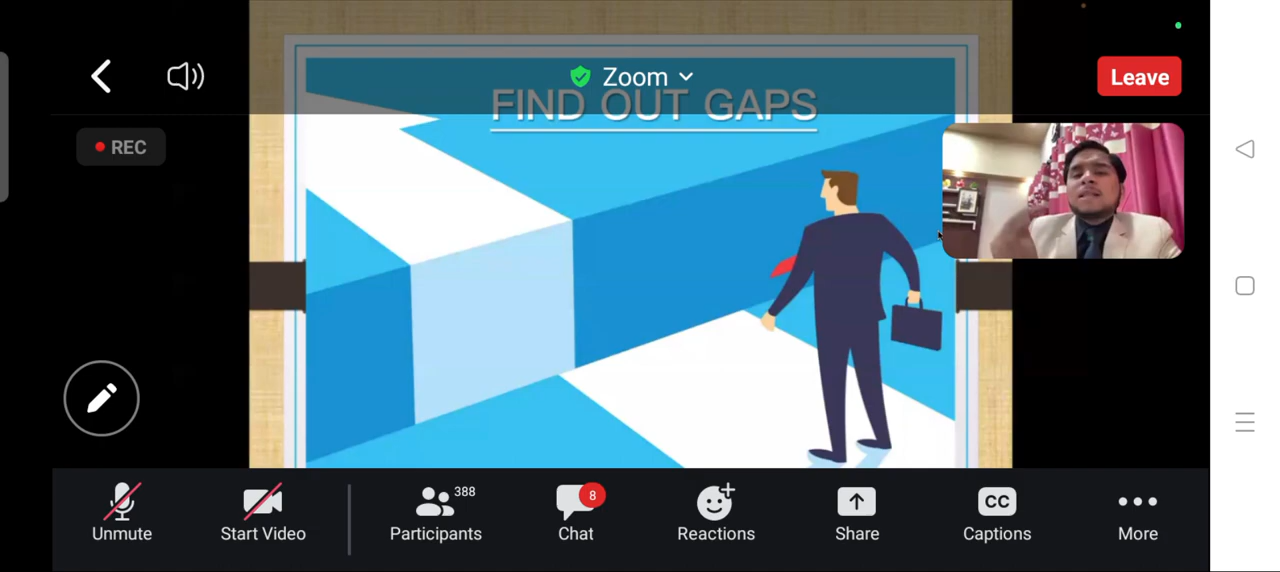 Zoom
Leave
FIND OUT GAPS
REC
388
8
CC
Unmute
Start Video
Participants
Chat
Reactions
Share
Captions
More